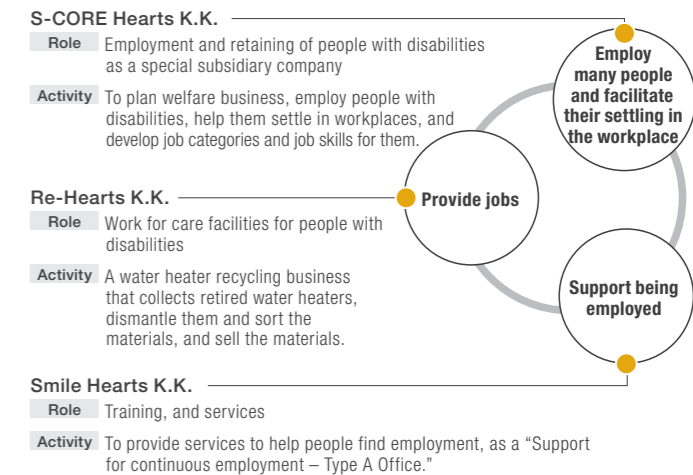 S-CORE Hearts K.K.
Role Employment and retaining of people with disabilities
as a special subsidiary company
Activity To plan welfare business, employ people with
disabilities, help them settle in workplaces, and
develop job categories and job skills for them.
Employ
many people
and facilitate
their settling in
the workplace
Re-Hearts K.K.
Role Work for care facilities for people with
disabilities
Activity A water heater recycling business
that collects retired water heaters,
dismantle them and sort the
materials, and sell the materials.
Provide jobs
Support being
employed
Smile Hearts K.K.
Role Training, and services
Activity To provide services to help people find employment, as a “Support
for continuous employment – Type A Office.”